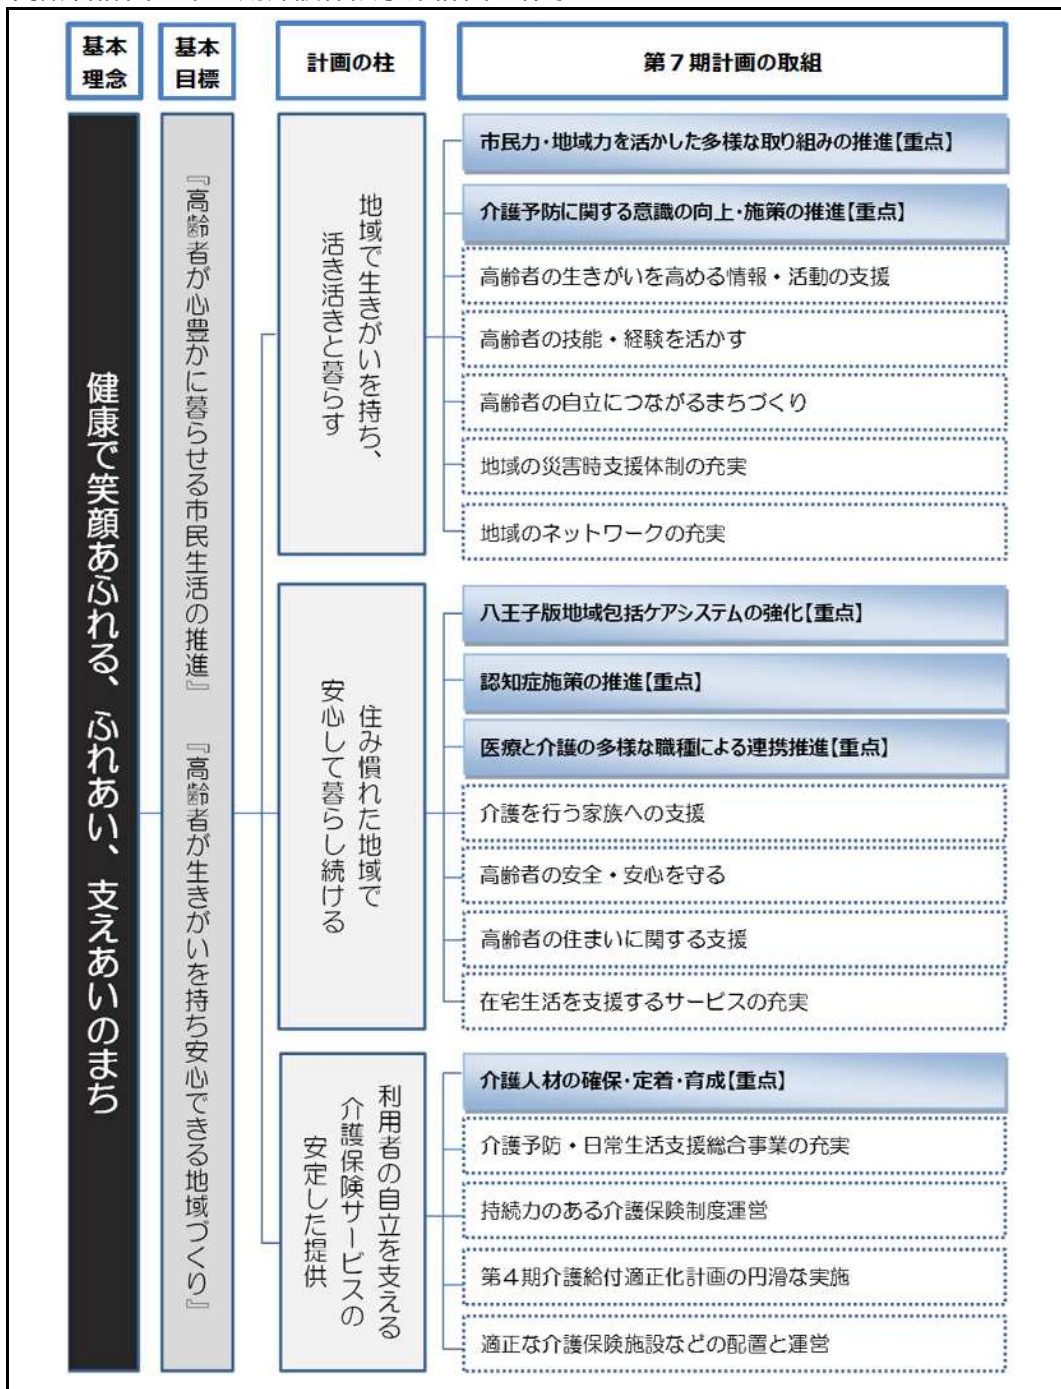 基本
理念
基本
目標
計画の柱
第7期計画の取組
健康で笑顔あふれる、ふれあい、支えあいのまち
『高齢者が心豊かに暮らせる市民生活の推進』
『高齢者が生きがいを持ち安心できる地域づくり』
地域で生きがいを持ち、
活き活きと暮らす
市民力・地域力を活かした多様な取り組みの推進【重点】
介護予防に関する意識の向上・施策の推進【重点】
高齢者の生きがいを高める情報・活動の支援
高齢者の技能・経験を活かす
高齢者の自立につながるまちづくり
地域の災害時支援体制の充実
地域のネットワークの充実
住み慣れた地域で
安心して暮らし続ける
八王子版地域包括ケアシステムの強化【重点】
認知症施策の推進【重点】
医療と介護の多様な職種による連携推進【重点】
介護を行う家族への支援
高齢者の安全・安心を守る
高齢者の住まいに関する支援
在宅生活を支援するサービスの充実
利用者の自立を支える
介護保険サービスの
安定した提供
介護人材の確保・定着・育成【重点】
介護予防・日常生活支援総合事業の充実
持続力のある介護保険制度運営
第4期介護給付適正化計画の円滑な実施
適正な介護保険施設などの配置と運営